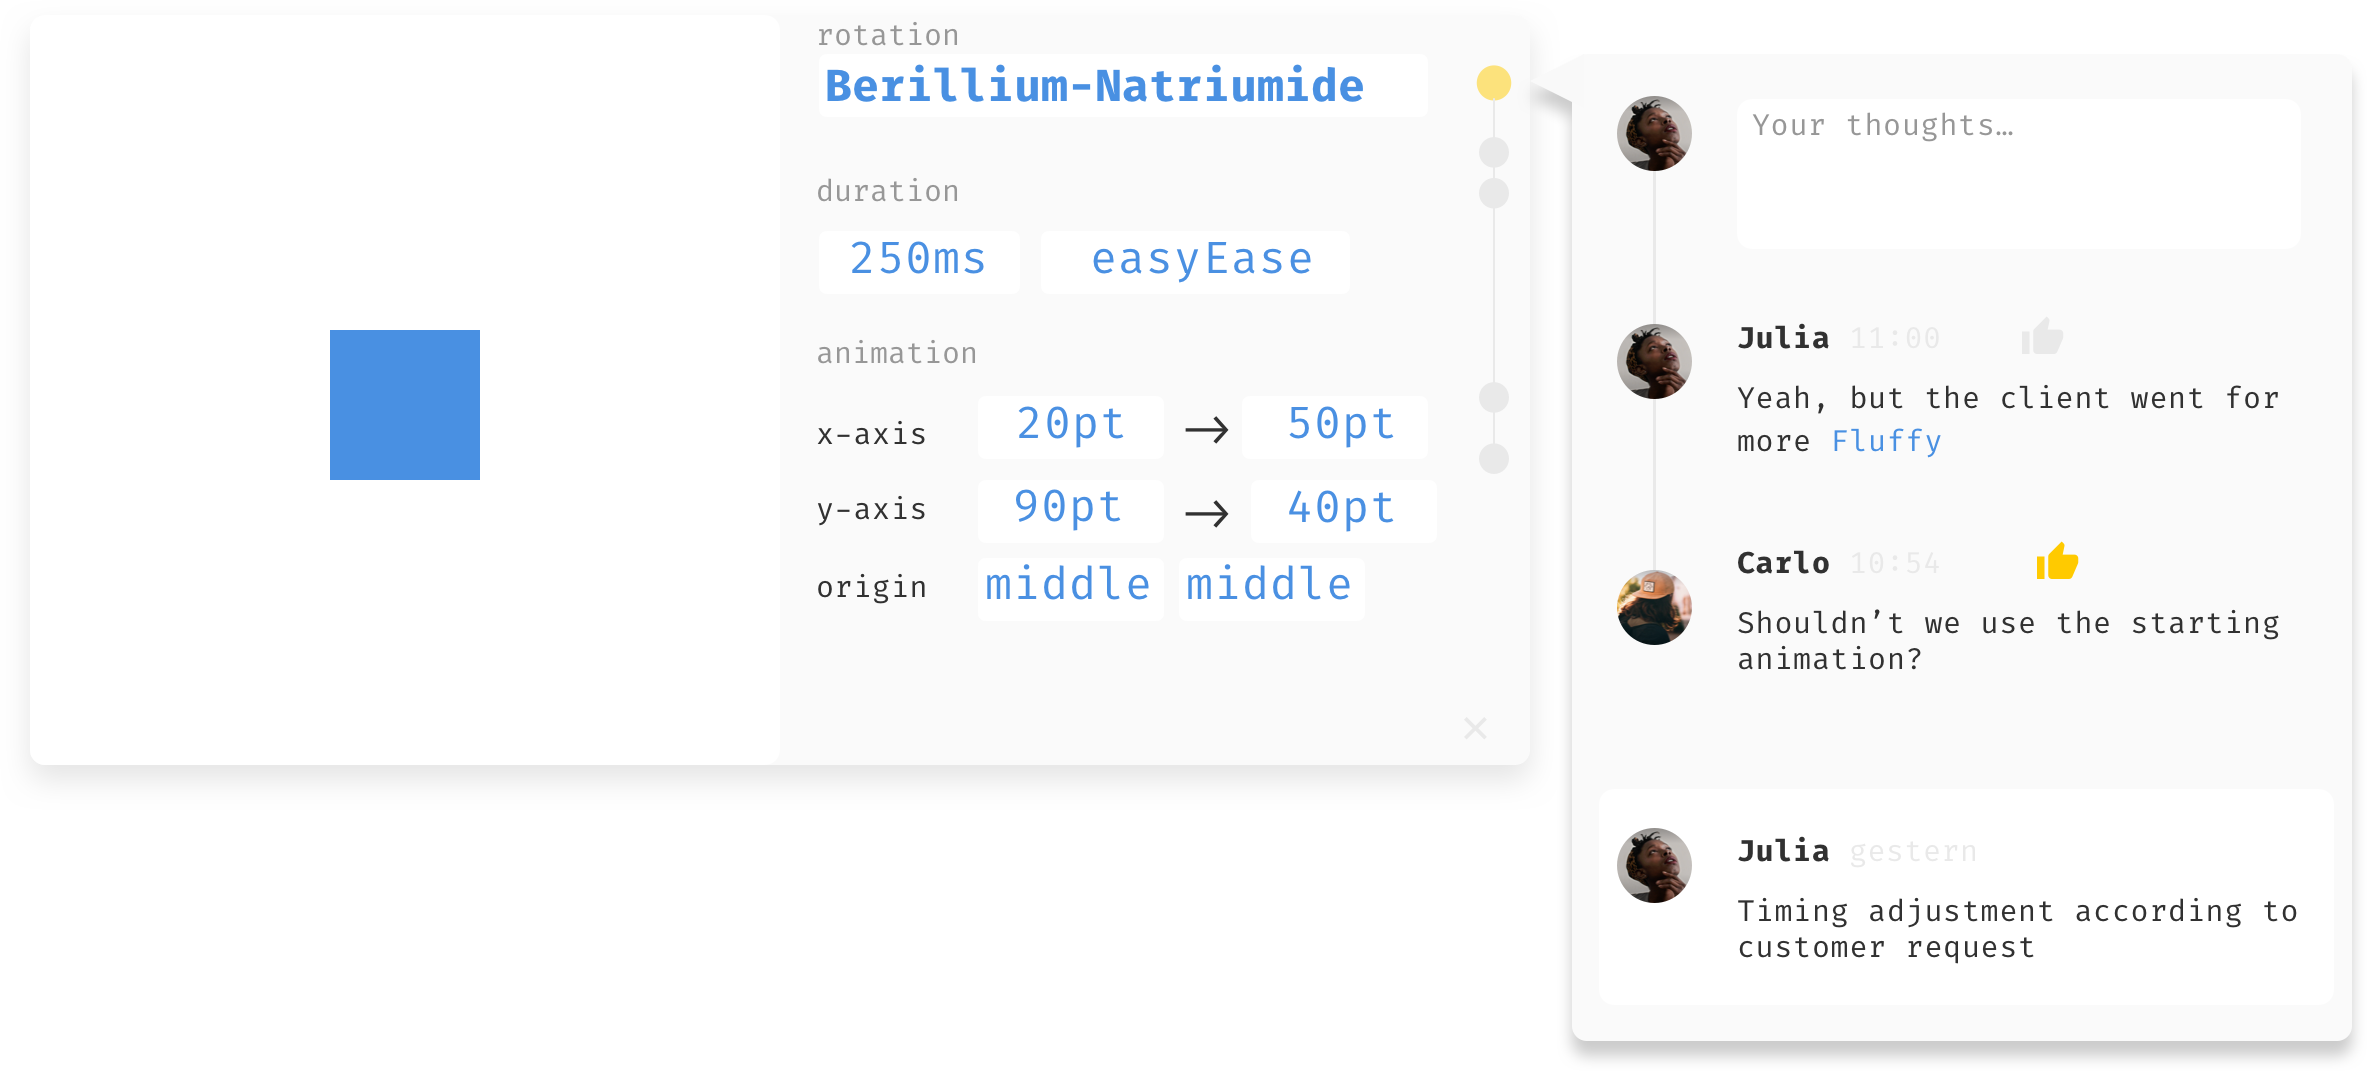 rotation
Berillium-Natriumide
duration
250ms easyEase
animation
x-axis 20pt → 50pt
y-axis 90pt → 40pt
origin middle middle
Your thoughts…
Julia 11:00
Yeah, but the client went for
more Fluffy
Carlo 10:54
Shouldn’t we use the starting
animation?
Julia gestern
Timing adjustment according to
customer request